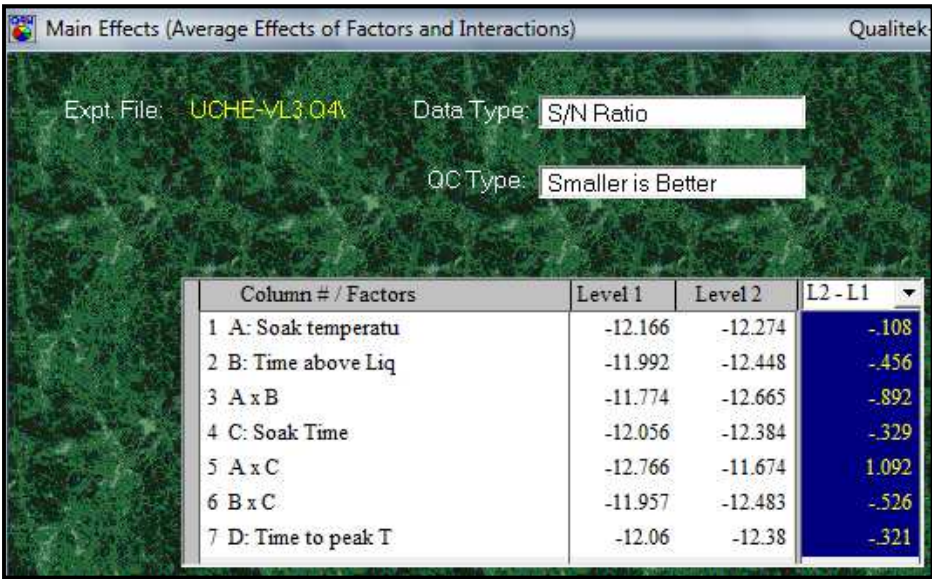 Main Effects (Average Effects of Factors and Interactions) Qualitek-
Expt. File: UCHE-VL3.Q4\ Data Type: S/N Ratio
QC Type: Smaller is Better
Column # / Factors Level 1 Level 2 L2 - L1
1 A: Soak temperatu -12.166 -12.274 -.108
2 B: Time above Liq -11.992 -12.448 -.456
3 A x B -11.774 -12.665 -.892
4 C: Soak Time -12.056 -12.384 -.329
5 A x C -12.766 -11.674 1.092
6 B x C -11.957 -12.483 -.526
7 D: Time to peak T -12.06 -12.38 -.321